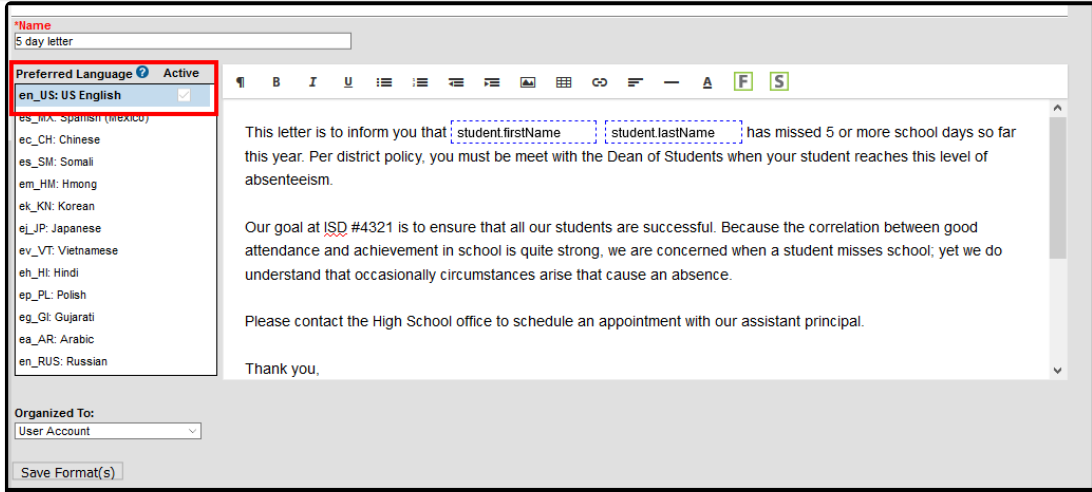 *Name
5 day letter
Preferred Language ? Active
en_US: US English
es_MX: Spanish (Mexico)
ec_CH: Chinese
es_SM: Somali
em_HM: Hmong
ek_KN: Korean
ej_JP: Japanese
ev_VT: Vietnamese
eh_HI: Hindi
ep_PL: Polish
eg_GI: Gujarati
ea_AR: Arabic
en_RUS: Russian
¶ B I U A F S
This letter is to inform you that student.firstName student.lastName has missed 5 or more school days so far
this year. Per district policy, you must be meet with the Dean of Students when your student reaches this level of
absenteeism.
Our goal at ISD #4321 is to ensure that all our students are successful. Because the correlation between good
attendance and achievement in school is quite strong, we are concerned when a student misses school; yet we do
understand that occasionally circumstances arise that cause an absence.
Please contact the High School office to schedule an appointment with our assistant principal.
Thank you,
Organized To:
User Account
Save Format(s)